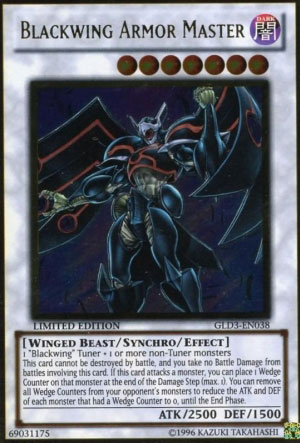 BLACKWING ARMOR MASTER
DARK
闇
LIMITED EDITION
GLD3-EN038
[WINGED BEAST/SYNCHRO/EFFECT]
1 "Blackwing" Tuner + 1 or more non-Tuner monsters
This card cannot be destroyed by battle, and you take no Battle Damage from
battles involving this card. If this card attacks a monster, you can place 1 Wedge
Counter on that monster at the end of the Damage Step (max. 1). You can remove
all Wedge Counters from your opponent's monsters to reduce the ATK and DEF
of each monster that had a Wedge Counter to 0, until the End Phase.
ATK/2500 DEF/1500
69031175
©1996 KAZUKI TAKAHASHI